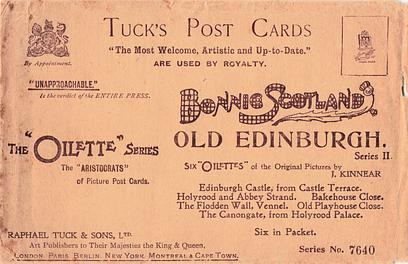 TUCK'S POST CARDS
"The Most Welcome, Artistic and Up-to-Date."
ARE USED BY ROYALTY.
By Appointment.
"UNAPPROACHABLE."
Is the verdict of the ENTIRE PRESS.
BONNIE SCOTLAND
OLD EDINBURGH.
Series II.
THE "OILETTE" SERIES
The "ARISTOCRATS"
of Picture Post Cards.
SIX "OILETTES" of the Original Pictures by
J. KINNEAR
Edinburgh Castle, from Castle Terrace.
Holyrood and Abbey Strand. Bakehouse Close.
The Flodden Wall, Vennel. Old Playhouse Close.
The Canongate, from Holyrood Palace.
Six in Packet.
RAPHAEL TUCK & SONS, LTD.
Art Publishers to Their Majesties the King & Queen,
LONDON, PARIS, BERLIN, NEW YORK, MONTREAL & CAPE TOWN.
Series No. 7640